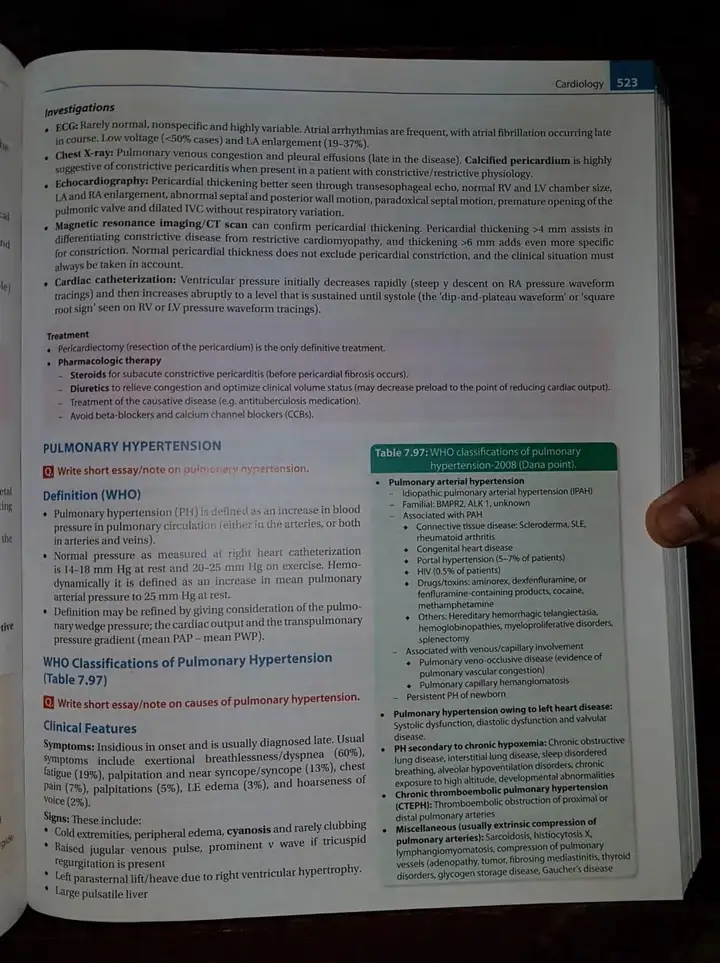 Cardiology 523
Investigations
• ECG: Rarely normal, nonspecific and highly variable. Atrial arrhythmias are frequent, with atrial fibrillation occurring late
in course. Low voltage (<50% cases) and LA enlargement (19–37%).
• Chest X-ray: Pulmonary venous congestion and pleural effusions (late in the disease). Calcified pericardium is highly
suggestive of constrictive pericarditis when present in a patient with constrictive/restrictive physiology.
• Echocardiography: Pericardial thickening better seen through transesophageal echo, normal RV and LV chamber size,
LA and RA enlargement, abnormal septal and posterior wall motion, paradoxical septal motion, premature opening of the
pulmonic valve and dilated IVC without respiratory variation.
• Magnetic resonance imaging/CT scan can confirm pericardial thickening. Pericardial thickening >4 mm assists in
differentiating constrictive disease from restrictive cardiomyopathy, and thickening >6 mm adds even more specific
for constriction. Normal pericardial thickness does not exclude pericardial constriction, and the clinical situation must
always be taken in account.
• Cardiac catheterization: Ventricular pressure initially decreases rapidly (steep y descent on RA pressure waveform
tracings) and then increases abruptly to a level that is sustained until systole (the 'dip-and-plateau waveform' or 'square
root sign' seen on RV or LV pressure waveform tracings).
Treatment
• Pericardiectomy (resection of the pericardium) is the only definitive treatment.
• Pharmacologic therapy
– Steroids for subacute constrictive pericarditis (before pericardial fibrosis occurs).
– Diuretics to relieve congestion and optimize clinical volume status (may decrease preload to the point of reducing cardiac output).
– Treatment of the causative disease (e.g. antituberculosis medication).
– Avoid beta-blockers and calcium channel blockers (CCBs).
PULMONARY HYPERTENSION
Q Write short essay/note on pulmonary hypertension.
Definition (WHO)
• Pulmonary hypertension (PH) is defined as an increase in blood
pressure in pulmonary circulation (either in the arteries, or both
in arteries and veins).
• Normal pressure as measured at right heart catheterization
is 14–18 mm Hg at rest and 20–25 mm Hg on exercise. Hemo-
dynamically it is defined as an increase in mean pulmonary
arterial pressure to 25 mm Hg at rest.
• Definition may be refined by giving consideration of the pulmo-
nary wedge pressure; the cardiac output and the transpulmonary
pressure gradient (mean PAP – mean PWP).
WHO Classifications of Pulmonary Hypertension
(Table 7.97)
Q Write short essay/note on causes of pulmonary hypertension.
Clinical Features
Symptoms: Insidious in onset and is usually diagnosed late. Usual
symptoms include exertional breathlessness/dyspnea (60%),
fatigue (19%), palpitation and near syncope/syncope (13%), chest
pain (7%), palpitations (5%), LE edema (3%), and hoarseness of
voice (2%).
Signs: These include:
• Cold extremities, peripheral edema, cyanosis and rarely clubbing
• Raised jugular venous pulse, prominent v wave if tricuspid
regurgitation is present
• Left parasternal lift/heave due to right ventricular hypertrophy.
• Large pulsatile liver
Table 7.97: WHO classifications of pulmonary
hypertension-2008 (Dana point).
• Pulmonary arterial hypertension
– Idiopathic pulmonary arterial hypertension (IPAH)
– Familial: BMPR2, ALK 1, unknown
– Associated with PAH
◆ Connective tissue disease: Scleroderma, SLE,
rheumatoid arthritis
◆ Congenital heart disease
◆ Portal hypertension (5–7% of patients)
◆ HIV (0.5% of patients)
◆ Drugs/toxins: aminorex, dexfenfluramine, or
fenfluramine-containing products, cocaine,
methamphetamine
◆ Others: Hereditary hemorrhagic telangiectasia,
hemoglobinopathies, myeloproliferative disorders,
splenectomy
– Associated with venous/capillary involvement
◆ Pulmonary veno-occlusive disease (evidence of
pulmonary vascular congestion)
◆ Pulmonary capillary hemangiomatosis
– Persistent PH of newborn
• Pulmonary hypertension owing to left heart disease:
Systolic dysfunction, diastolic dysfunction and valvular
disease.
• PH secondary to chronic hypoxemia: Chronic obstructive
lung disease, interstitial lung disease, sleep disordered
breathing, alveolar hypoventilation disorders, chronic
exposure to high altitude, developmental abnormalities
• Chronic thromboembolic pulmonary hypertension
(CTEPH): Thromboembolic obstruction of proximal or
distal pulmonary arteries
• Miscellaneous (usually extrinsic compression of
pulmonary arteries): Sarcoidosis, histiocytosis X,
lymphangiomyomatosis, compression of pulmonary
vessels (adenopathy, tumor, fibrosing mediastinitis, thyroid
disorders, glycogen storage disease, Gaucher's disease